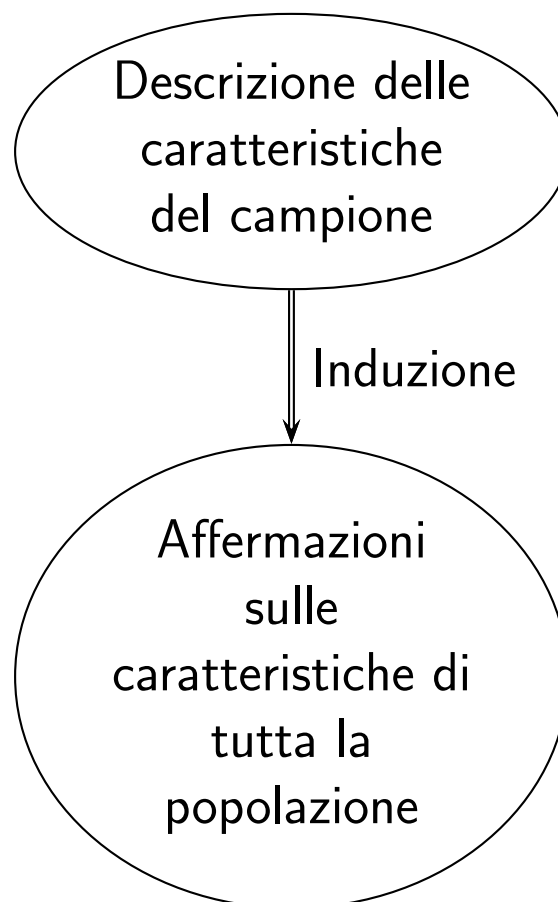 Descrizione delle
caratteristiche
del campione
Induzione
Affermazioni
sulle
caratteristiche di
tutta la
popolazione